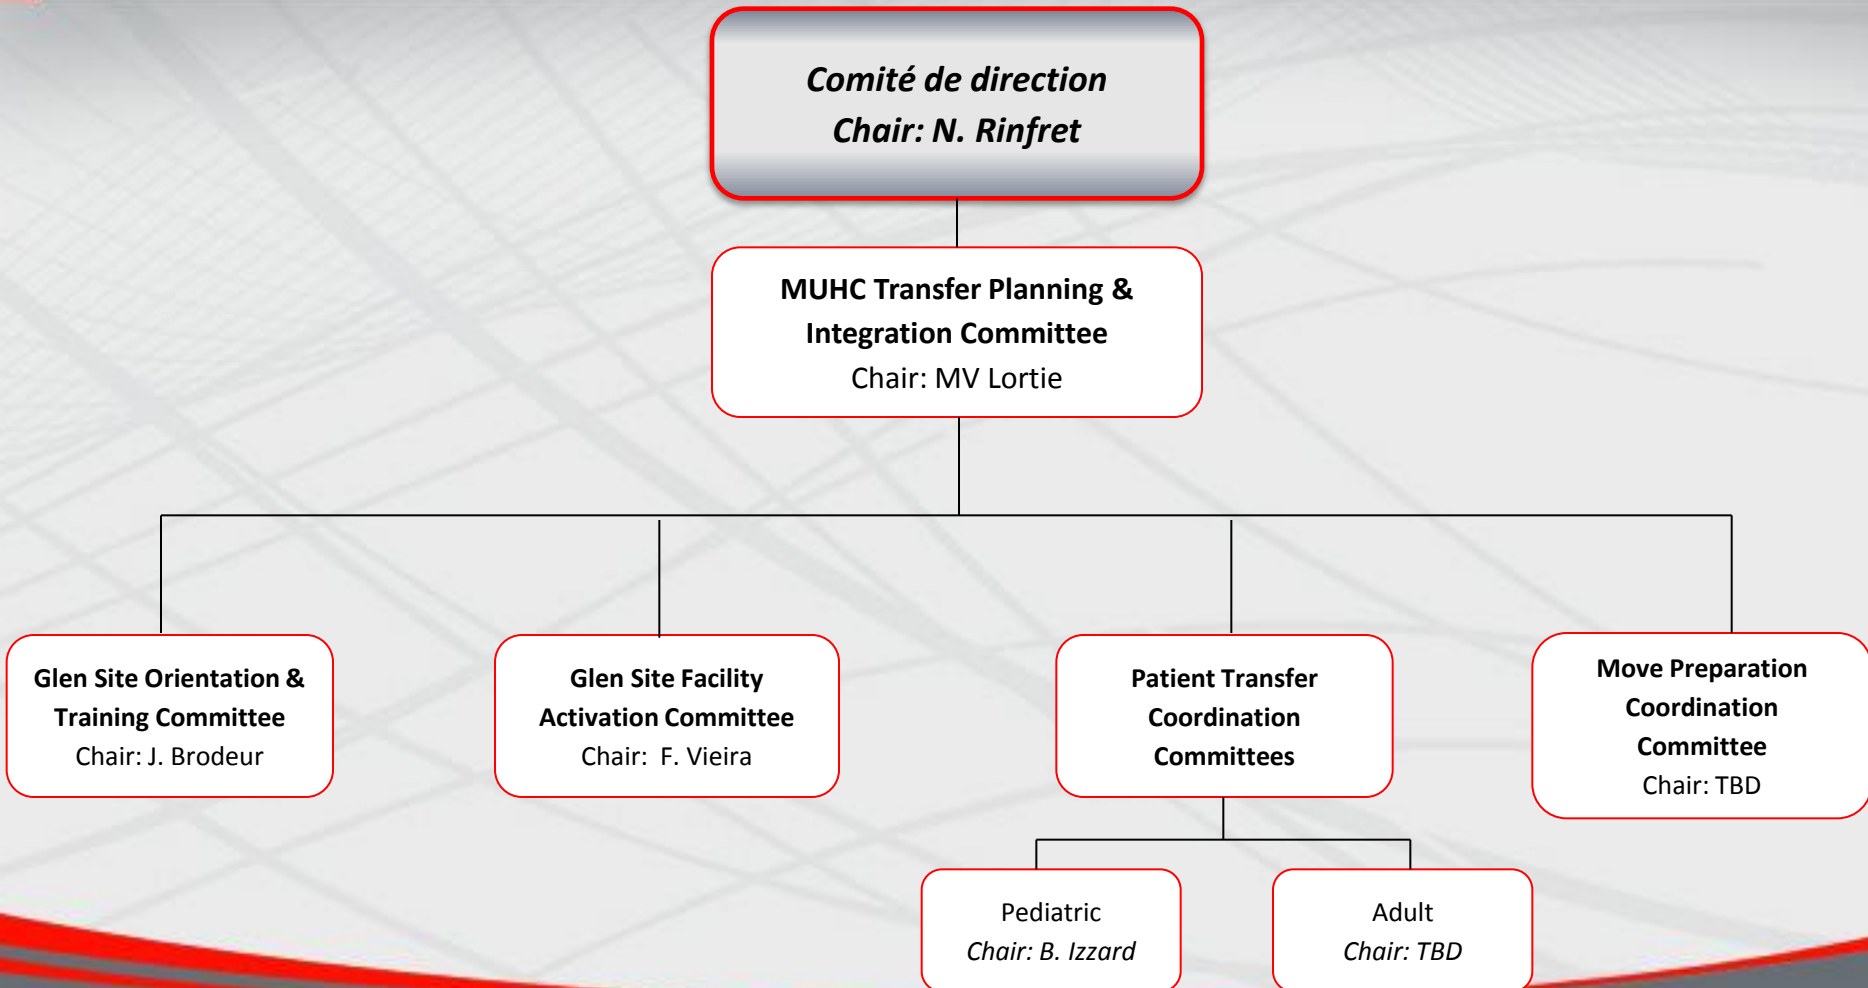 Comité de direction
Chair: N. Rinfret
MUHC Transfer Planning &
Integration Committee
Chair: MV Lortie
Glen Site Orientation &
Training Committee
Chair: J. Brodeur
Glen Site Facility
Activation Committee
Chair: F. Vieira
Patient Transfer
Coordination
Committees
Move Preparation
Coordination
Committee
Chair: TBD
Pediatric
Chair: B. Izzard
Adult
Chair: TBD